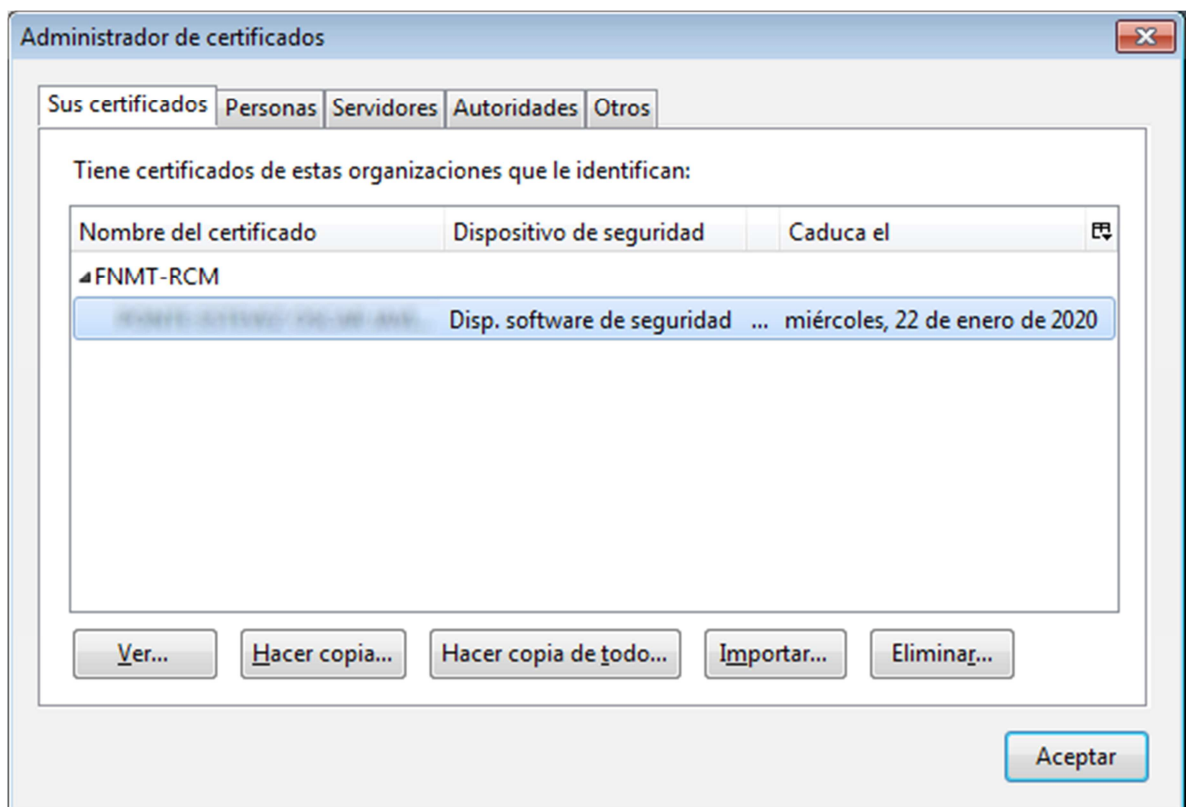 Administrador de certificados
Sus certificados Personas Servidores Autoridades Otros
Tiene certificados de estas organizaciones que le identifican:
Nombre del certificado Dispositivo de seguridad Caduca el
FNMT-RCM
Disp. software de seguridad ... miércoles, 22 de enero de 2020
Ver... Hacer copia... Hacer copia de todo... Importar... Eliminar...
Aceptar